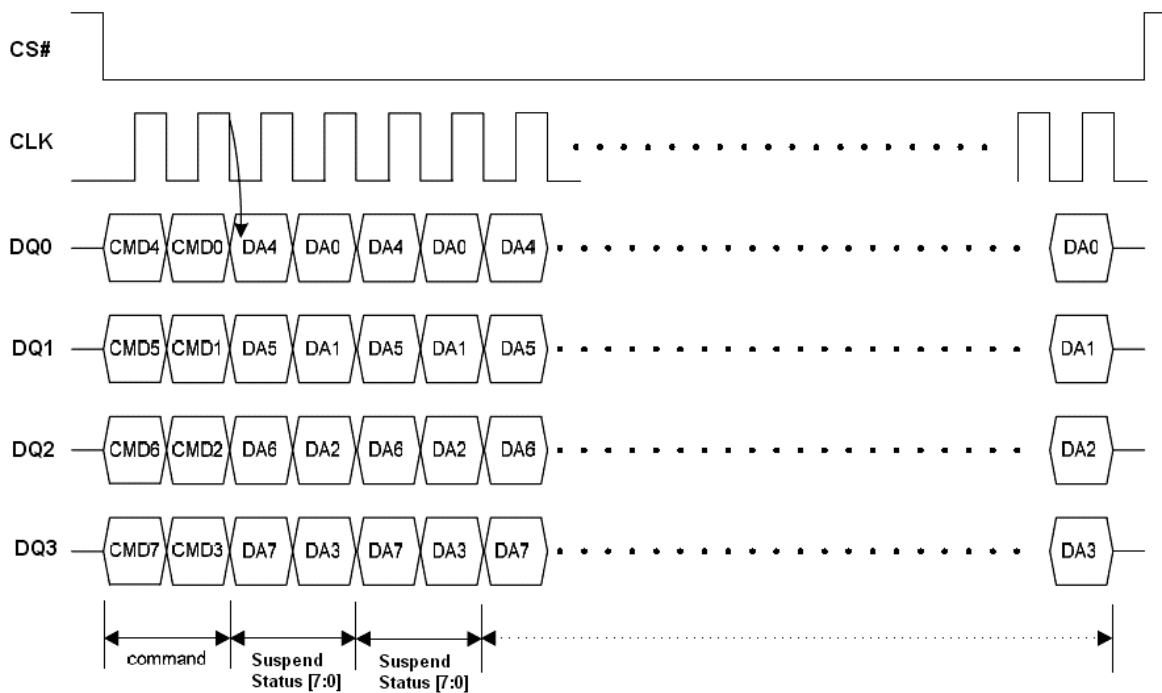 CS#
CLK
DQ0 CMD4 CMD0 DA4 DA0 DA4 DA0 DA4 DA0
DQ1 CMD5 CMD1 DA5 DA1 DA5 DA1 DA5 DA1
DQ2 CMD6 CMD2 DA6 DA2 DA6 DA2 DA6 DA2
DQ3 CMD7 CMD3 DA7 DA3 DA7 DA3 DA7 DA3
command
Suspend
Status [7:0]
Suspend
Status [7:0]